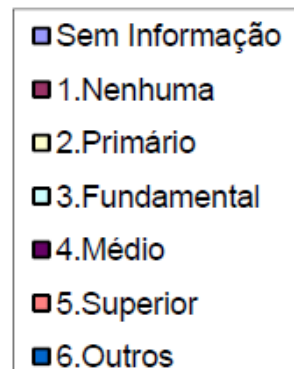 Sem Informação
1.Nenhuma
2.Primário
3.Fundamental
4.Médio
5.Superior
6.Outros